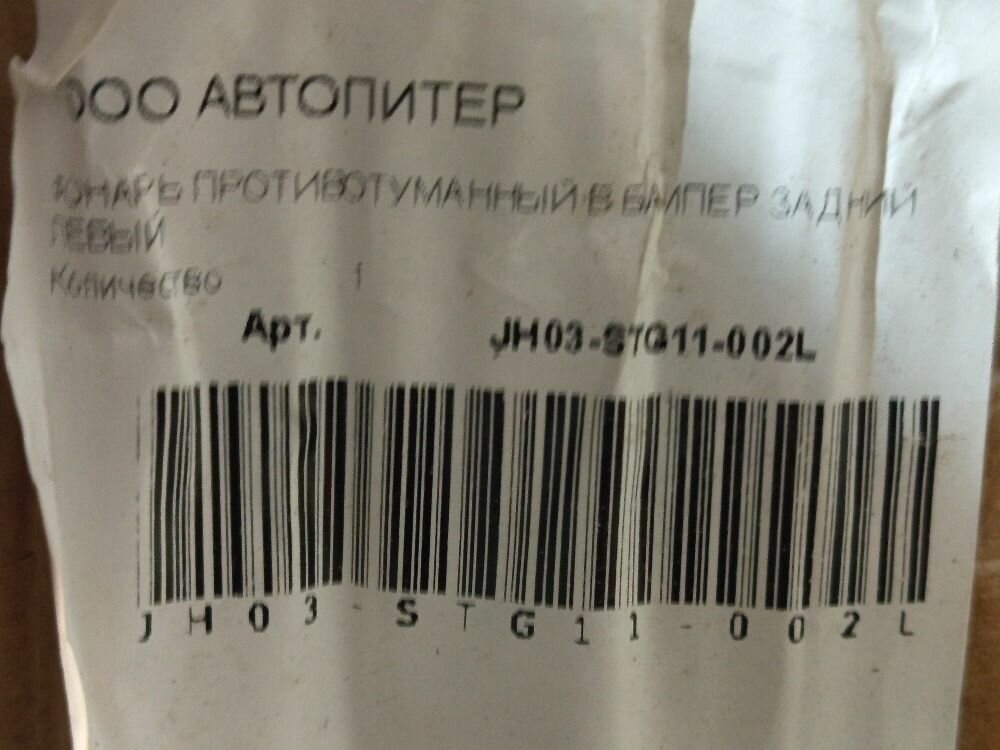 ООО АВТОПИТЕР
ФОНАРЬ ПРОТИВОТУМАННЫЙ В БАМПЕР ЗАДНИЙ
ЛЕВЫЙ
Количество 1
Арт. JH03-STG11-002L
JH03-STG11-002L